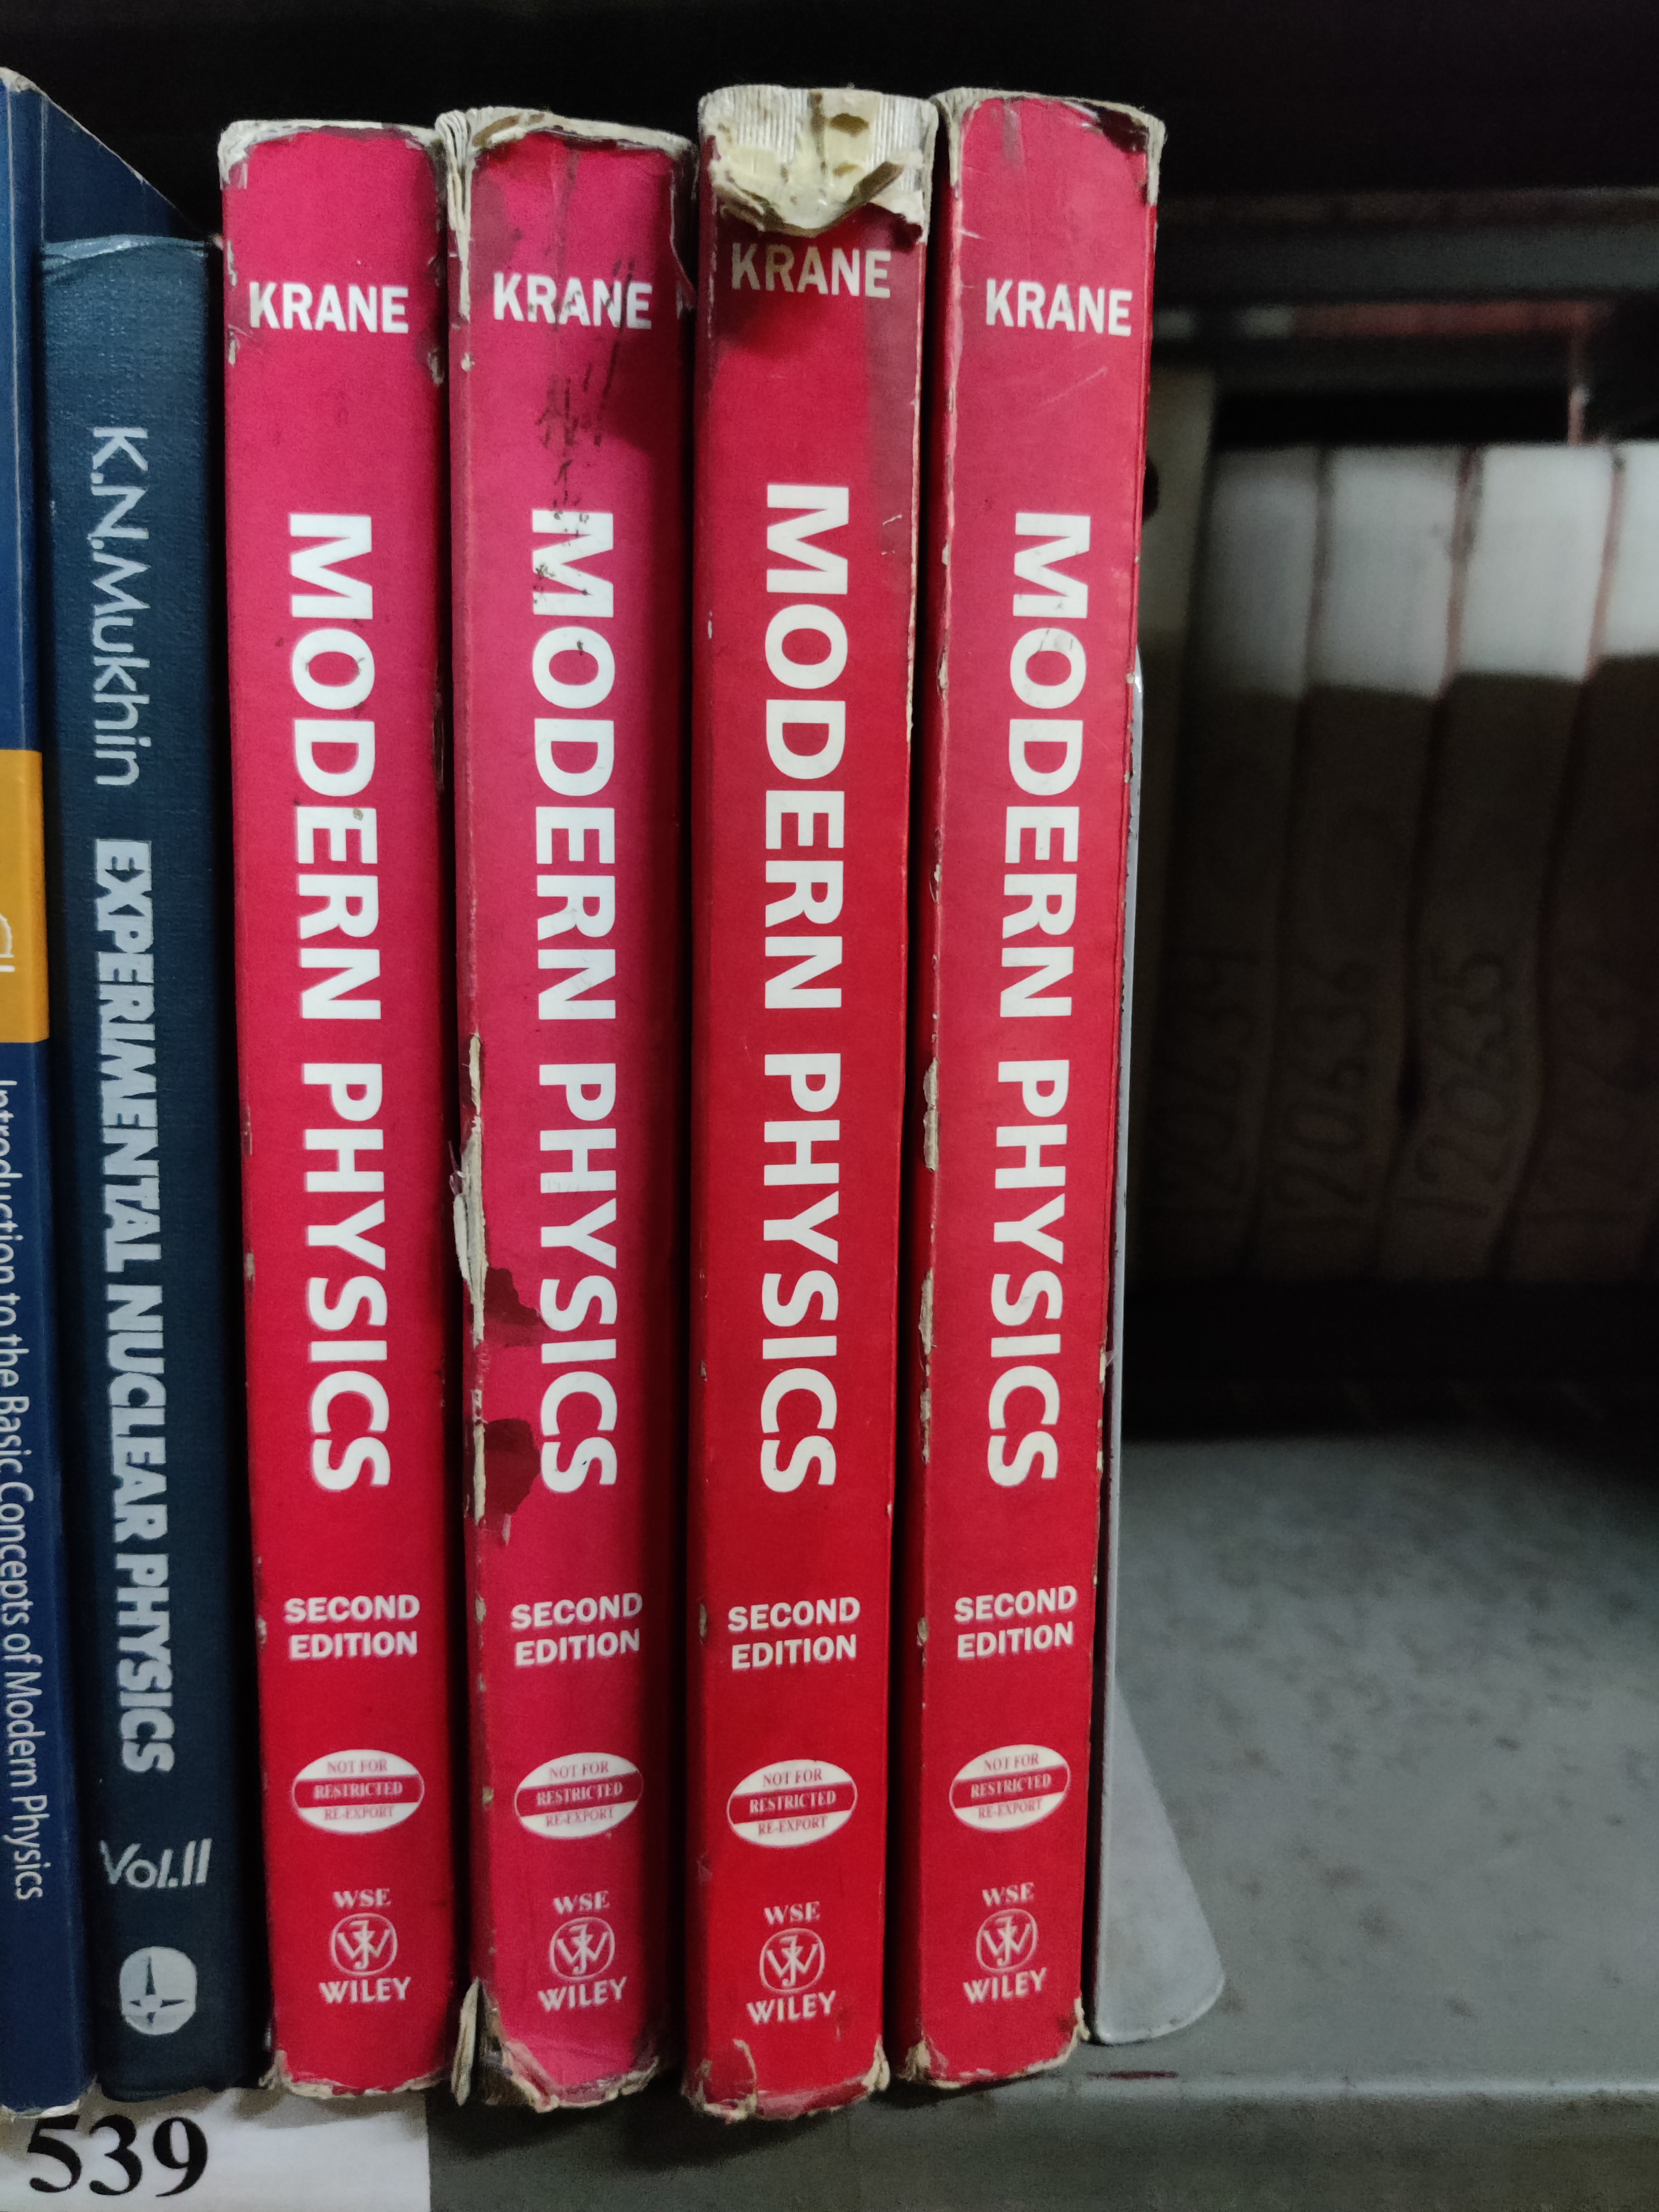 Introduction to the Basic Concepts of Modern Physics
K.N.Mukhin EXPERIMENTAL NUCLEAR PHYSICS Vol.II
KRANE
MODERN PHYSICS
SECOND
EDITION
NOT FOR
RESTRICTED
RE-EXPORT
WSE
WILEY
KRANE
MODERN PHYSICS
SECOND
EDITION
NOT FOR
RESTRICTED
RE-EXPORT
WSE
WILEY
KRANE
MODERN PHYSICS
SECOND
EDITION
NOT FOR
RESTRICTED
RE-EXPORT
WSE
WILEY
KRANE
MODERN PHYSICS
SECOND
EDITION
NOT FOR
RESTRICTED
RE-EXPORT
WSE
WILEY
12636
12635
539